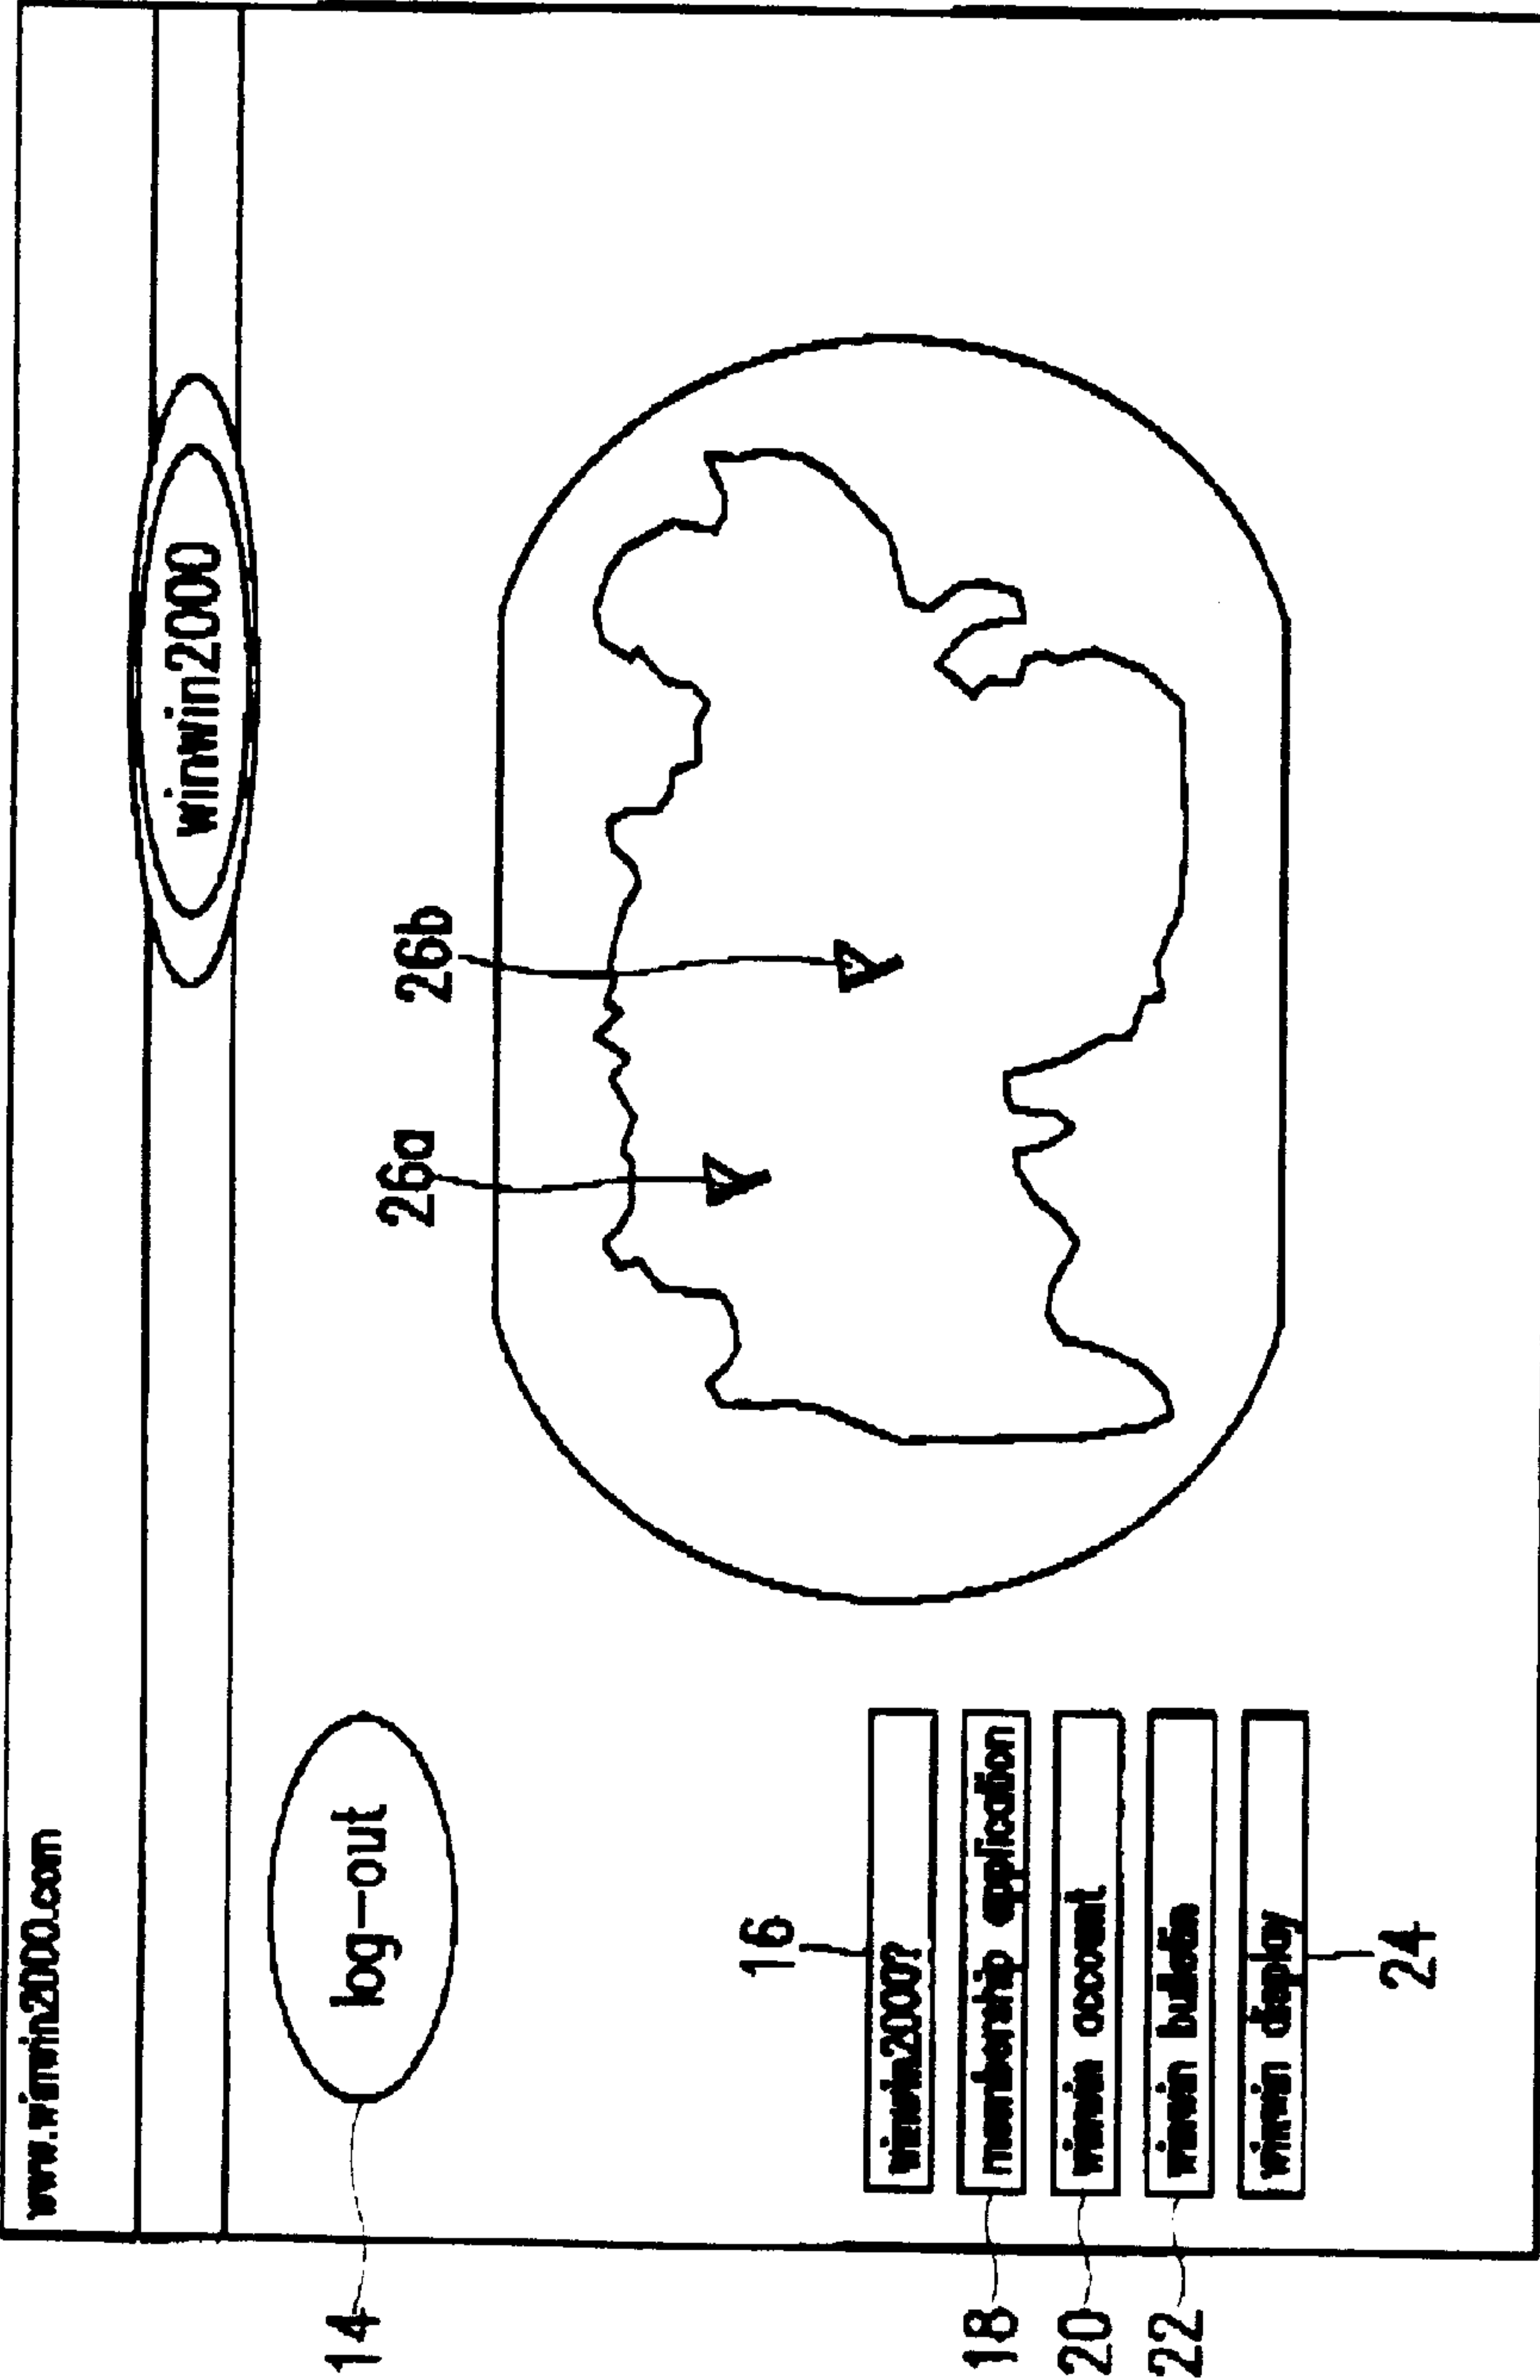 www.winwin2000.com
winwin2000
14
log-out
26a
26b
16
winwin2000?
18
membership application
20
winwin account
22
winwin bulletin
winwin display
24